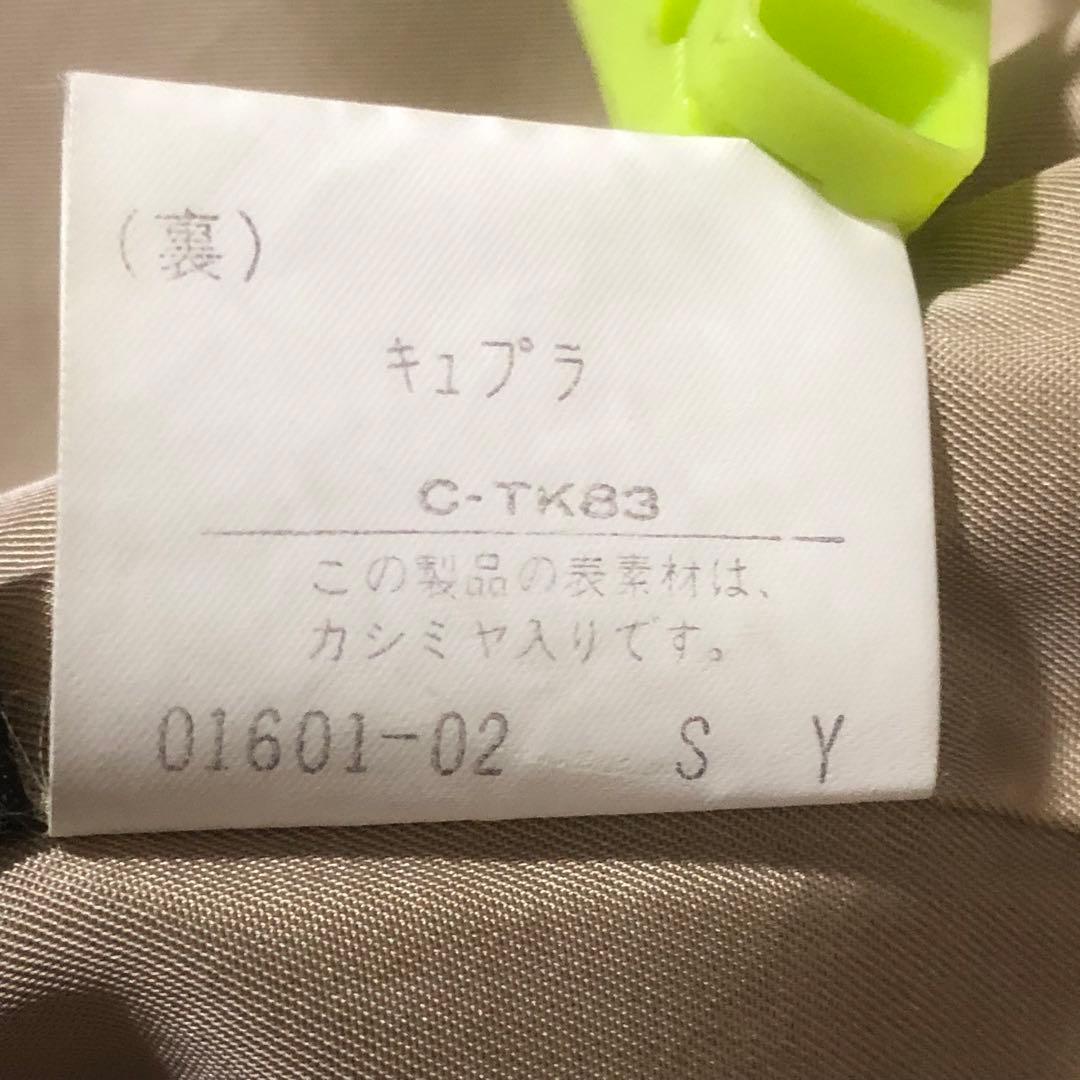 (裏)
キュプラ
C-TK83
この製品の表素材は、
カシミヤ入りです。
01601-02 S Y